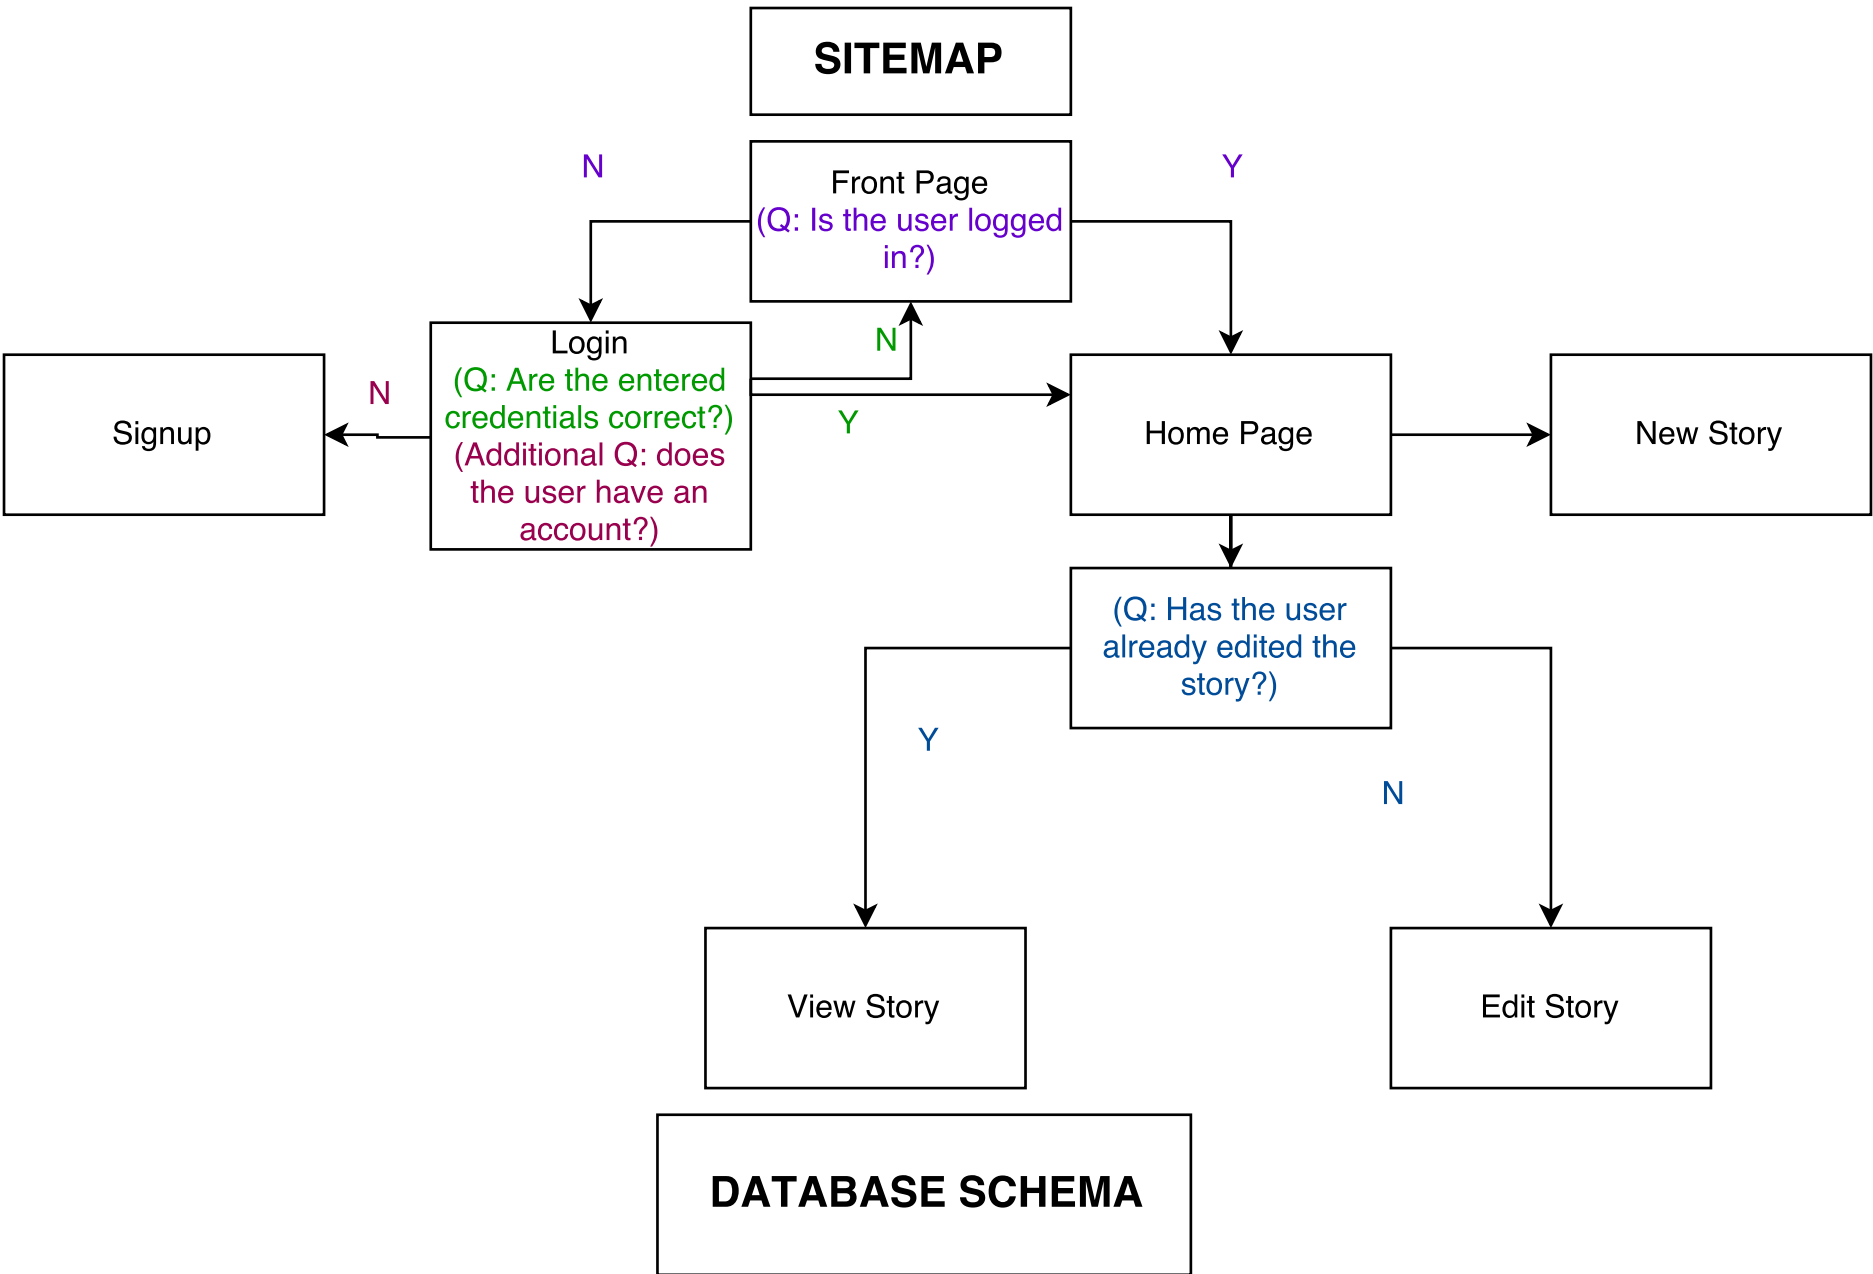 SITEMAP
N
Y
Front Page
(Q: Is the user logged
in?)
N
Login
(Q: Are the entered
credentials correct?)
(Additional Q: does
the user have an
account?)
N
Y
Signup
Home Page
New Story
(Q: Has the user
already edited the
story?)
Y
N
View Story
Edit Story
DATABASE SCHEMA